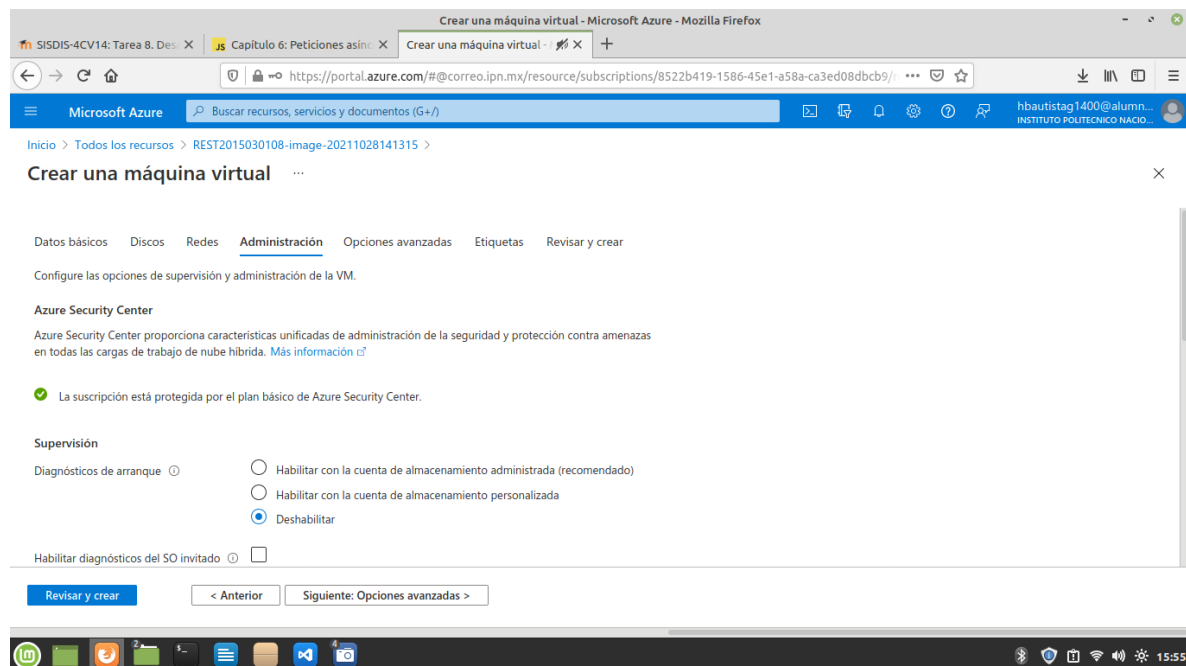 Crear una máquina virtual - Microsoft Azure - Mozilla Firefox
SISDIS-4CV14: Tarea 8. Des
JS Capítulo 6: Peticiones asínc
Crear una máquina virtual -
https://portal.azure.com/#@correo.ipn.mx/resource/subscriptions/8522b419-1586-45e1-a58a-ca3ed08dbcb9/
Microsoft Azure
Buscar recursos, servicios y documentos (G+/)
hbautistag1400@alumn...
INSTITUTO POLITECNICO NACIO...
Inicio > Todos los recursos > REST2015030108-image-20211028141315 >
Crear una máquina virtual ...
Datos básicos Discos Redes Administración Opciones avanzadas Etiquetas Revisar y crear
Configure las opciones de supervisión y administración de la VM.
Azure Security Center
Azure Security Center proporciona características unificadas de administración de la seguridad y protección contra amenazas
en todas las cargas de trabajo de nube híbrida. Más información
La suscripción está protegida por el plan básico de Azure Security Center.
Supervisión
Diagnósticos de arranque
Habilitar con la cuenta de almacenamiento administrada (recomendado)
Habilitar con la cuenta de almacenamiento personalizada
Deshabilitar
Habilitar diagnósticos del SO invitado
Revisar y crear
< Anterior
Siguiente: Opciones avanzadas >
2
4
15:55